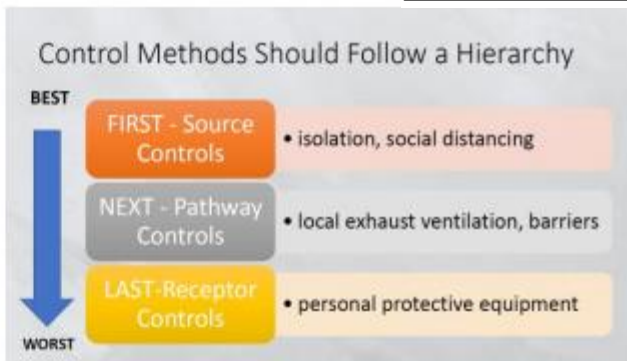 Control Methods Should Follow a Hierarchy
BEST
FIRST - Source
Controls
• isolation, social distancing
NEXT - Pathway
Controls
• local exhaust ventilation, barriers
LAST-Receptor
Controls
• personal protective equipment
WORST